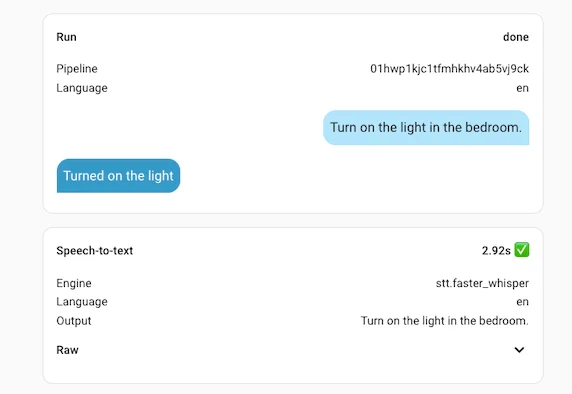 Run done
Pipeline 01hwp1kjc1tfmhkhv4ab5vj9ck
Language en
Turn on the light in the bedroom.
Turned on the light
Speech-to-text 2.92s ✅
Engine stt.faster_whisper
Language en
Output Turn on the light in the bedroom.
Raw